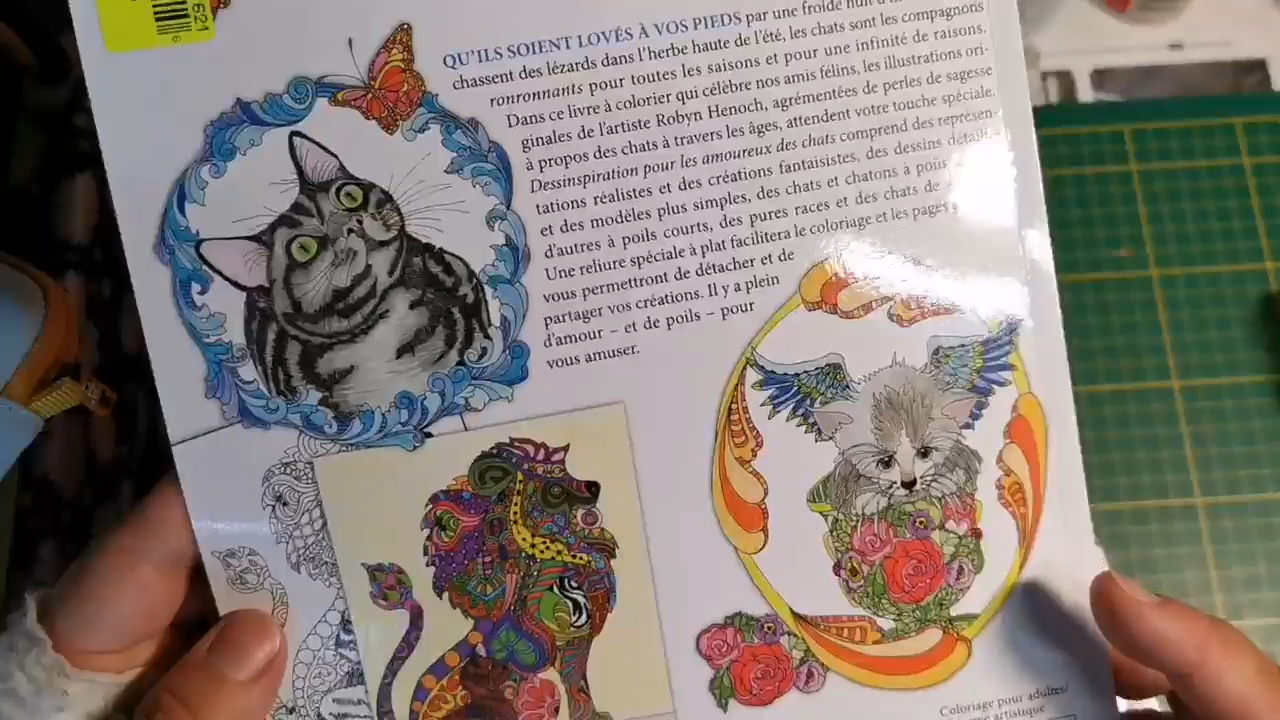 621
6
QU'ILS SOIENT LOVÉS À VOS PIEDS par une froide nuit
chassent des lézards dans l'herbe haute de l'été, les chats sont les compagnons
ronronnants pour toutes les saisons et pour une infinité de raisons.
Dans ce livre à colorier qui célèbre nos amis félins, les illustrations ori-
ginales de l'artiste Robyn Henoch, agrémentées de perles de sagesse
à propos des chats à travers les âges, attendent votre touche spéciale.
Dessinspiration pour les amoureux des chats comprend des représen-
tations réalistes et des créations fantaisistes, des dessins
et des modèles plus simples, des chats et chatons à poils
d'autres à poils courts, des pures races et des chats de
Une reliure spéciale à plat facilitera le coloriage et les pages
vous permettront de détacher et de
partager vos créations. Il y a plein
d'amour – et de poils – pour
vous amuser.
Coloriage pour adultes/
artistique